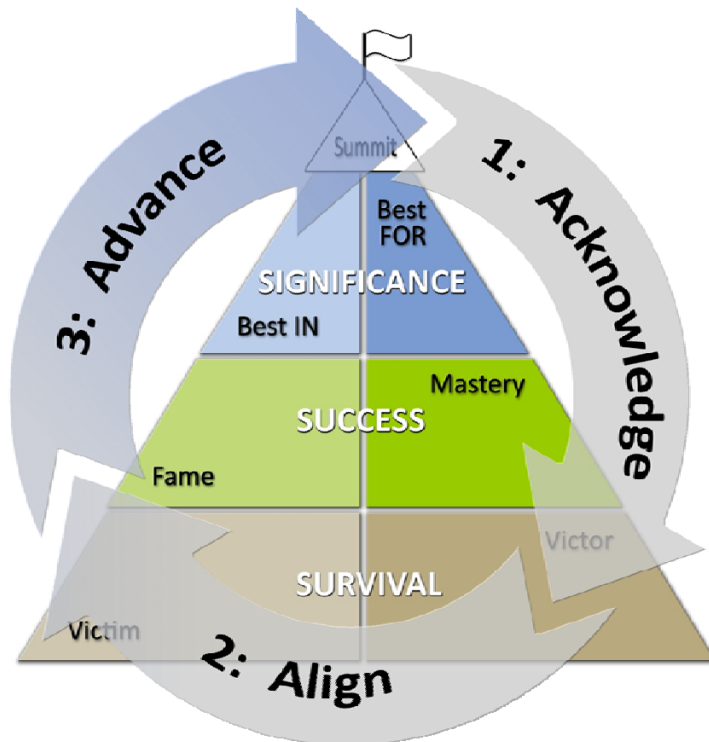 Summit
1: Acknowledge
3: Advance
Best
FOR
SIGNIFICANCE
Best IN
Mastery
SUCCESS
Fame
Victor
SURVIVAL
Victim
2: Align